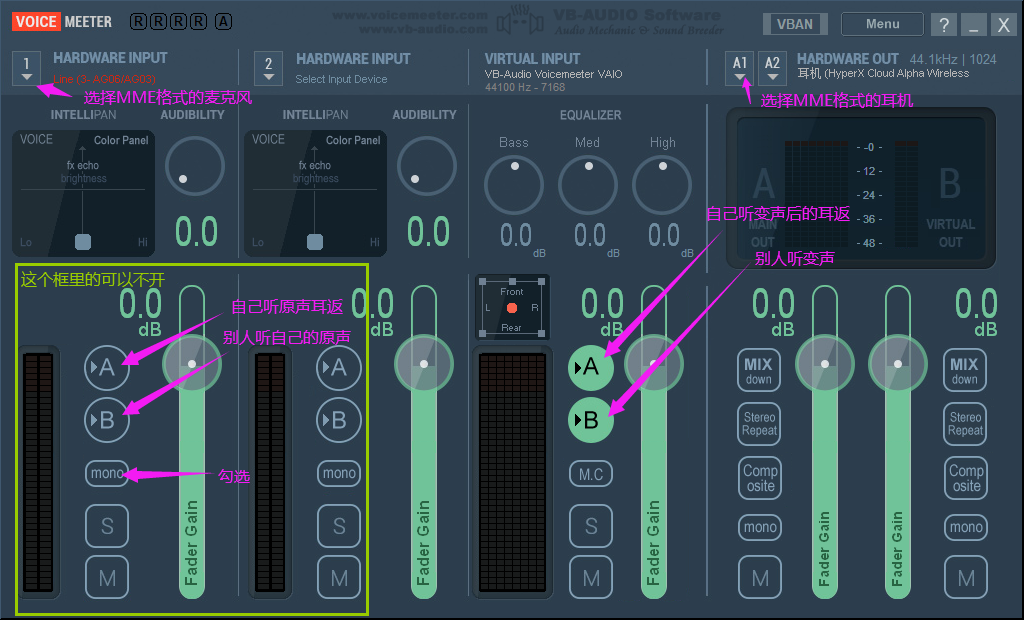 VOICEMEETER
R R R R A
www.voicemeeter.com
www.vb-audio.com
VB-AUDIO Software
Audio Mechanic & Sound Breeder
VBAN
Menu
?
_
X
1
HARDWARE INPUT
Line (3- AG06/AG03)
选择MME格式的麦克风
2
HARDWARE INPUT
Select Input Device
VIRTUAL INPUT
VB-Audio Voicemeeter VAIO
44100 Hz - 7168
A1
A2
HARDWARE OUT 44.1kHz | 1024
耳机 (HyperX Cloud Alpha Wireless
选择MME格式的耳机
INTELLIPAN
AUDIBILITY
INTELLIPAN
AUDIBILITY
EQUALIZER
VOICE
Color Panel
fx echo
brightness
Lo
Hi
0.0
VOICE
Color Panel
fx echo
brightness
Lo
Hi
0.0
Bass
Med
High
0.0
dB
0.0
dB
0.0
dB
A
MAIN
OUT
-0-
-12-
-24-
-36-
-48-
B
VIRTUAL
OUT
自己听变声后的耳返
别人听变声
这个框里的可以不开
0.0
dB
自己听原声耳返
别人听自己的原声
A
B
mono
勾选
S
M
Fader Gain
0.0
dB
A
B
mono
S
M
Fader Gain
Front
L
R
Rear
0.0
dB
A
B
M.C
S
M
Fader Gain
0.0
dB
MIX
down
Stereo
Repeat
Comp
osite
mono
M
Fader Gain
0.0
dB
Fader Gain
MIX
down
Stereo
Repeat
Comp
osite
mono
M